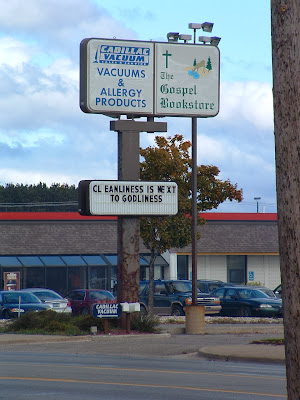 CADILLAC
VACUUM
VACUUMS
&
ALLERGY
PRODUCTS
The
Gospel
Bookstore
CL EANLINESS IS NE XT
TO GODLINESS
CADILLAC
VACUUM